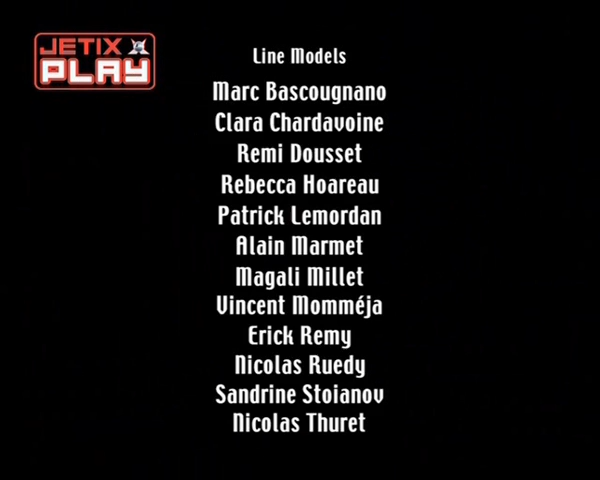 JETIX
PLAY
Line Models
Marc Bascougnano
Clara Chardavoine
Remi Dousset
Rebecca Hoareau
Patrick Lemordan
Alain Marmet
Magali Millet
Vincent Momméja
Erick Remy
Nicolas Ruedy
Sandrine Stoianov
Nicolas Thuret